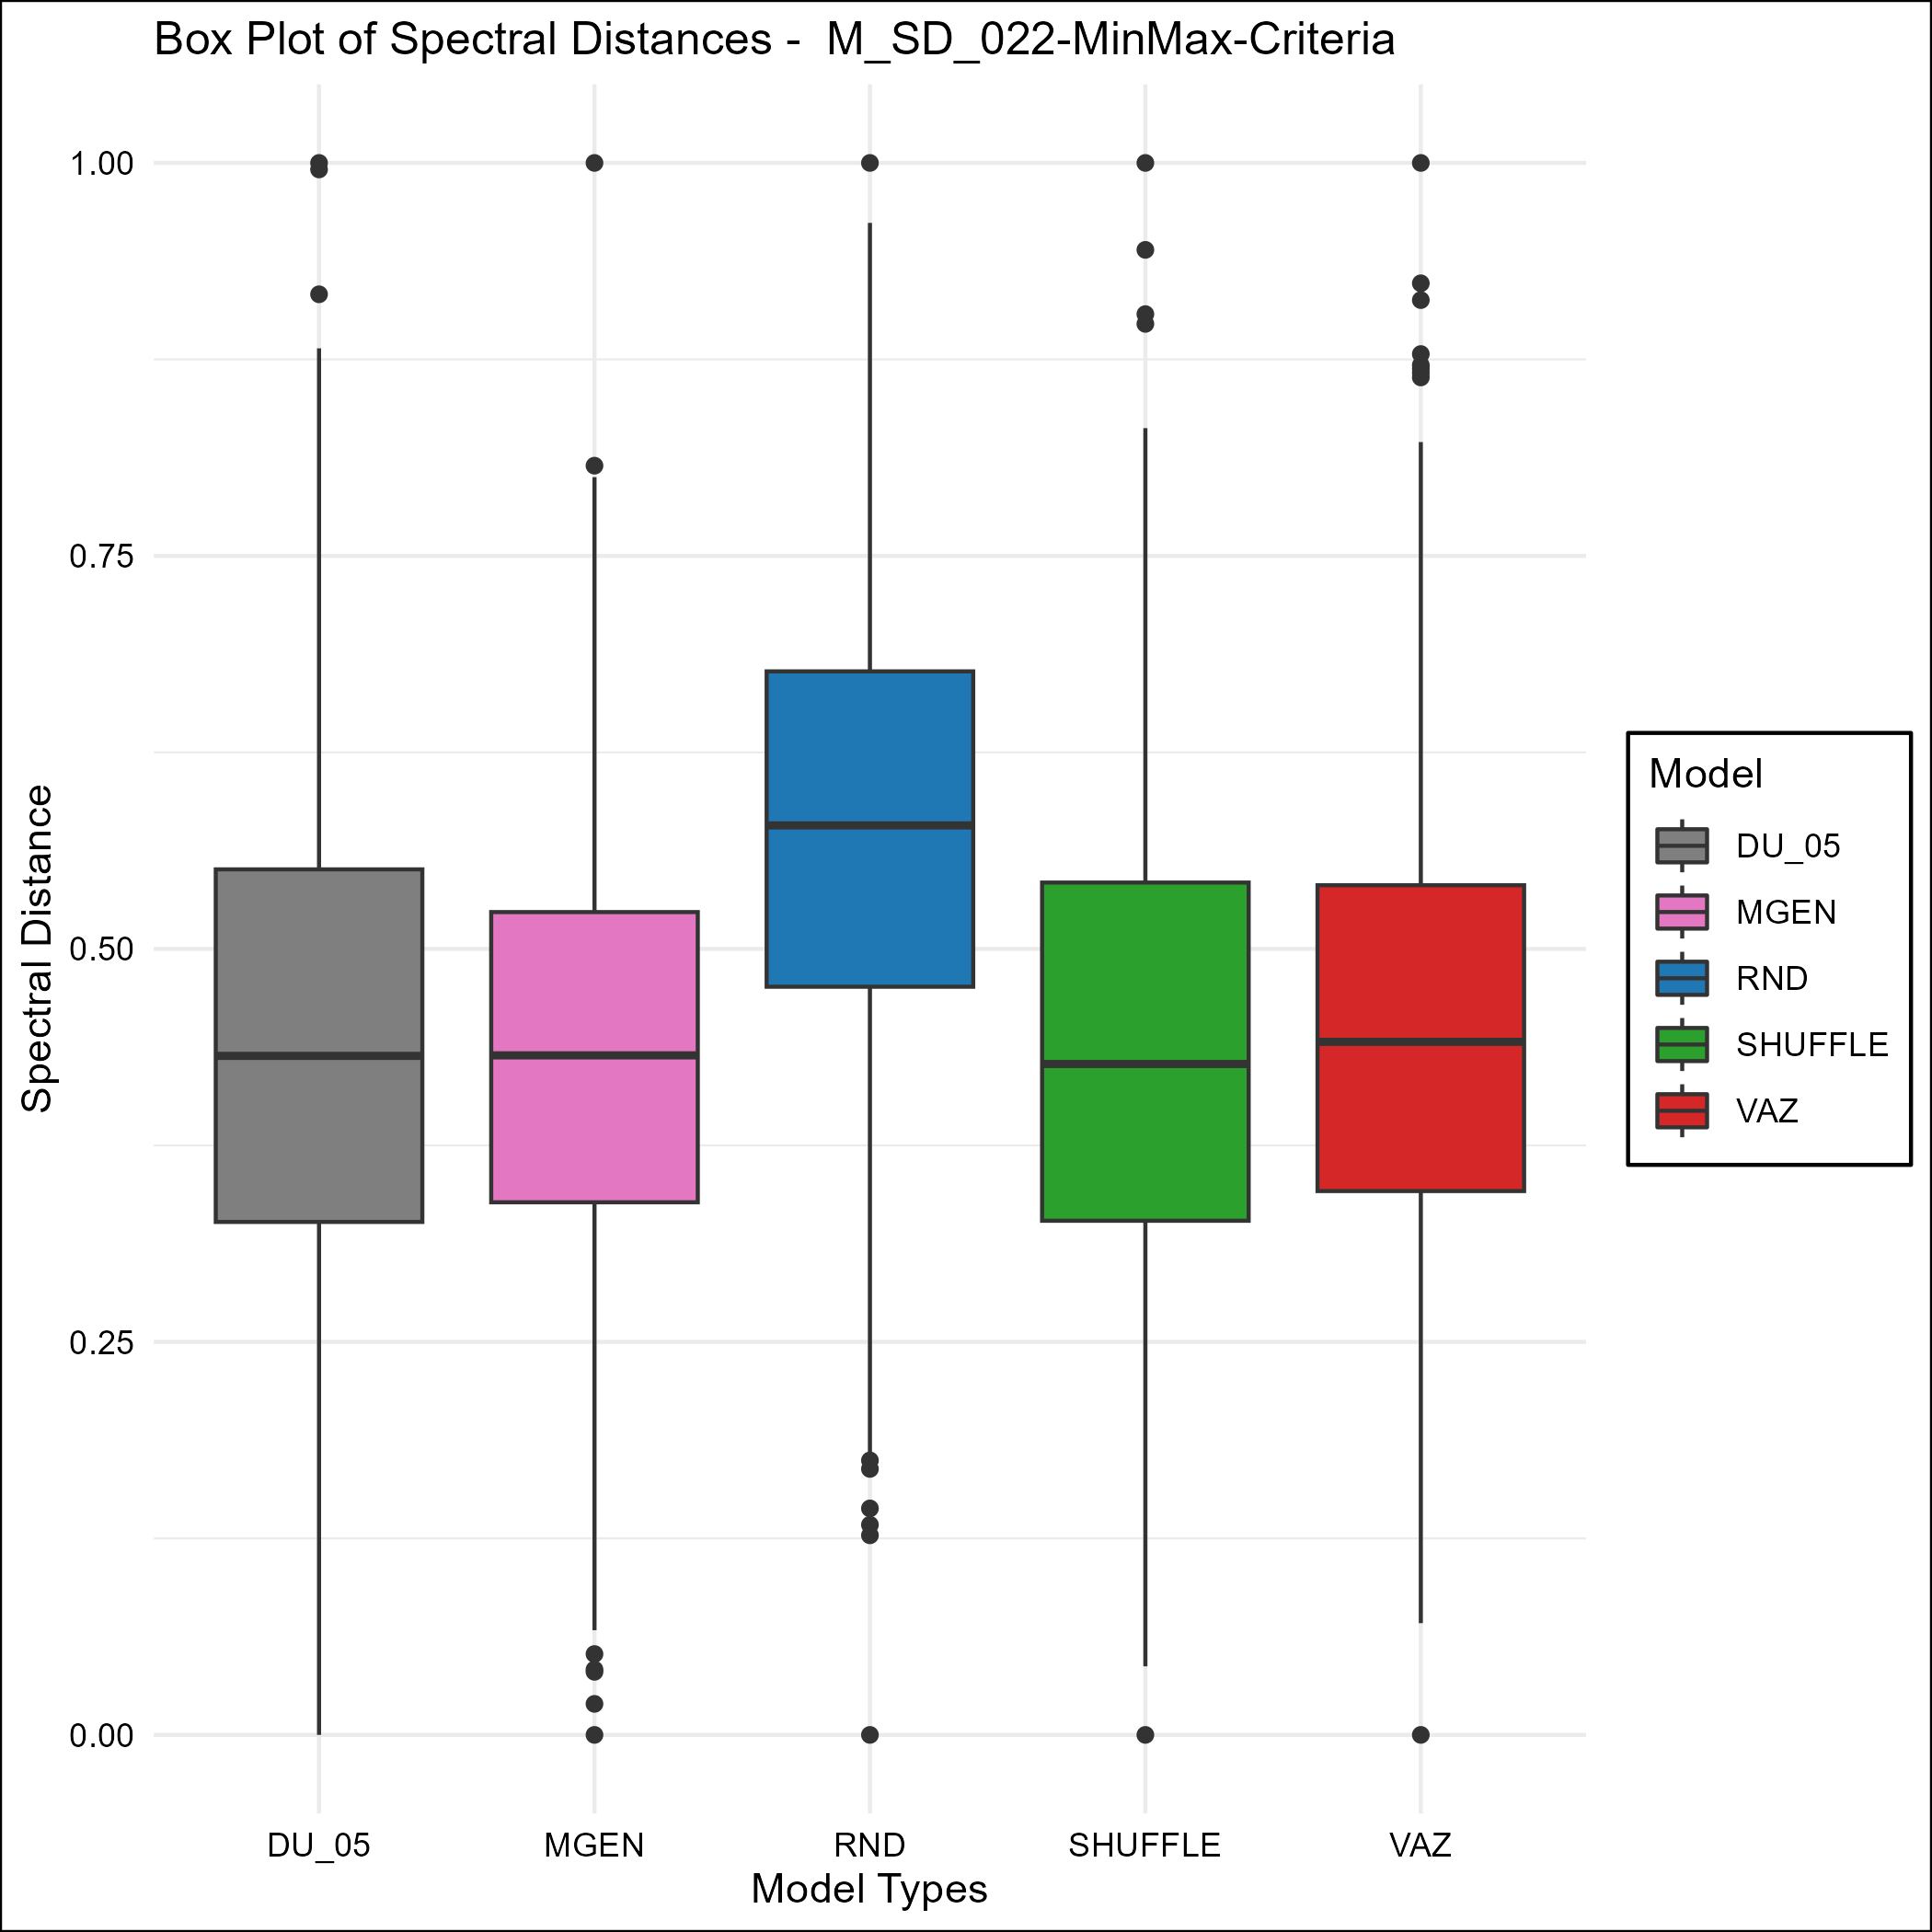 Box Plot of Spectral Distances -  M_SD_022-MinMax-Criteria
1.00
0.75
0.50
0.25
0.00
Spectral Distance
DU_05
MGEN
RND
SHUFFLE
VAZ
Model Types
Model
DU_05
MGEN
RND
SHUFFLE
VAZ